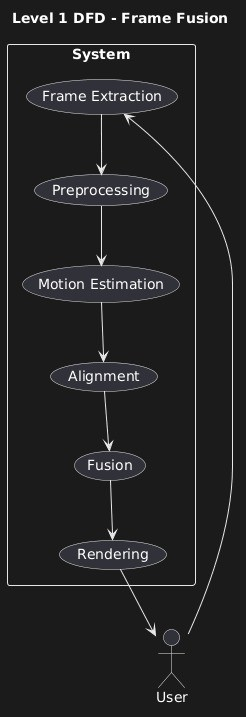 Level 1 DFD - Frame Fusion
System
Frame Extraction
Preprocessing
Motion Estimation
Alignment
Fusion
Rendering
User